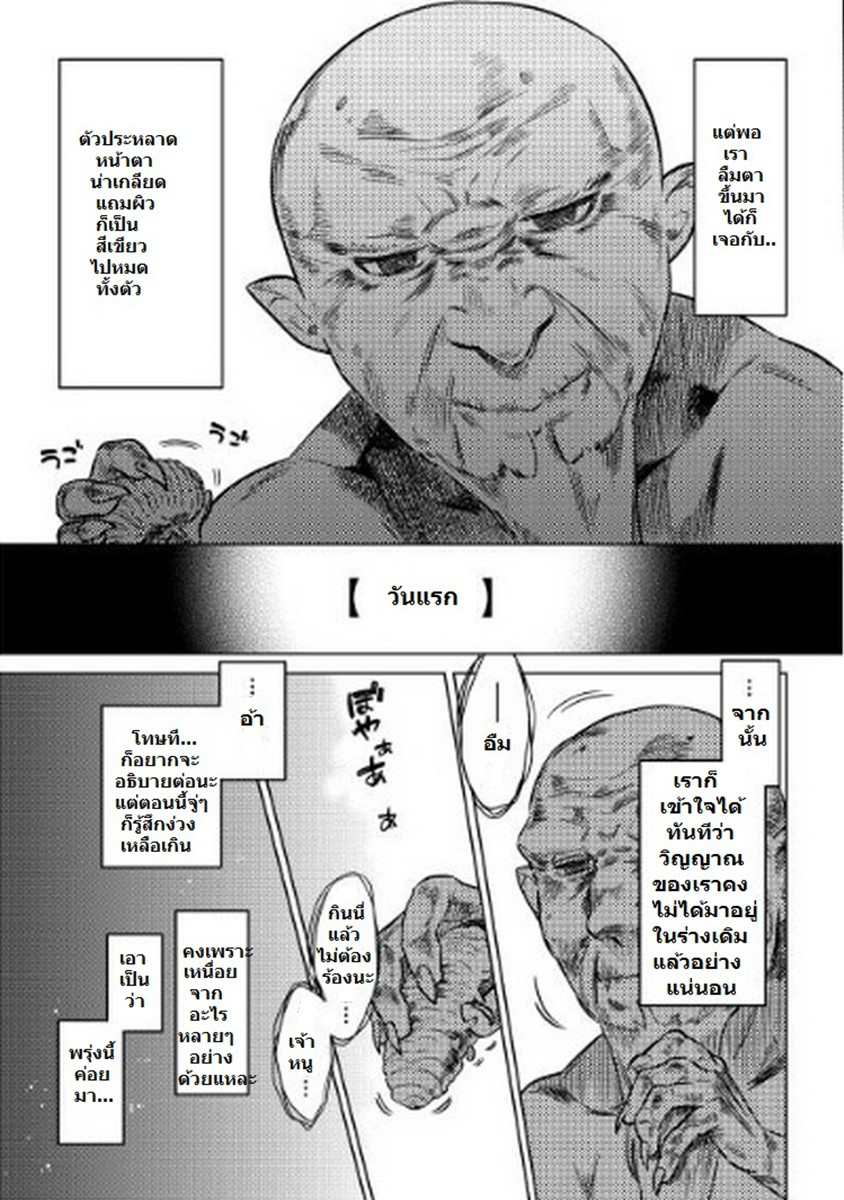 แต่พอ
เรา
ลืมตา
ขึ้นมา
ได้ก็
เจอกับ..
ตัวประหลาด
หน้าตา
น่าเกลียด
แถมผิว
ก็เป็น
สีเขียว
ไปหมด
ทั้งตัว
うご
うご
【 วันแรก 】
...
จาก
นั้น
เราก็
เข้าใจได้
ทันทีว่า
วิญญาณ
ของเราคง
ไม่ได้มาอยู่
ในร่างเดิม
แล้วอย่าง
แน่นอน
—
อืม
ぼやぁあぁ
กินนี่
แล้ว
ไม่ต้อง
ร้องนะ
...
เจ้า
หนู
...
...
อ้า
โทษที...
ก็อยากจะ
อธิบายต่อนะ
แต่ตอนนี้จู่ๆ
ก็รู้สึกง่วง
เหลือเกิน
คงเพราะ
เหนื่อย
จาก
อะไร
หลายๆ
อย่าง
ด้วยแหละ
เอา
เป็น
ว่า
พรุ่งนี้
ค่อย
มา...